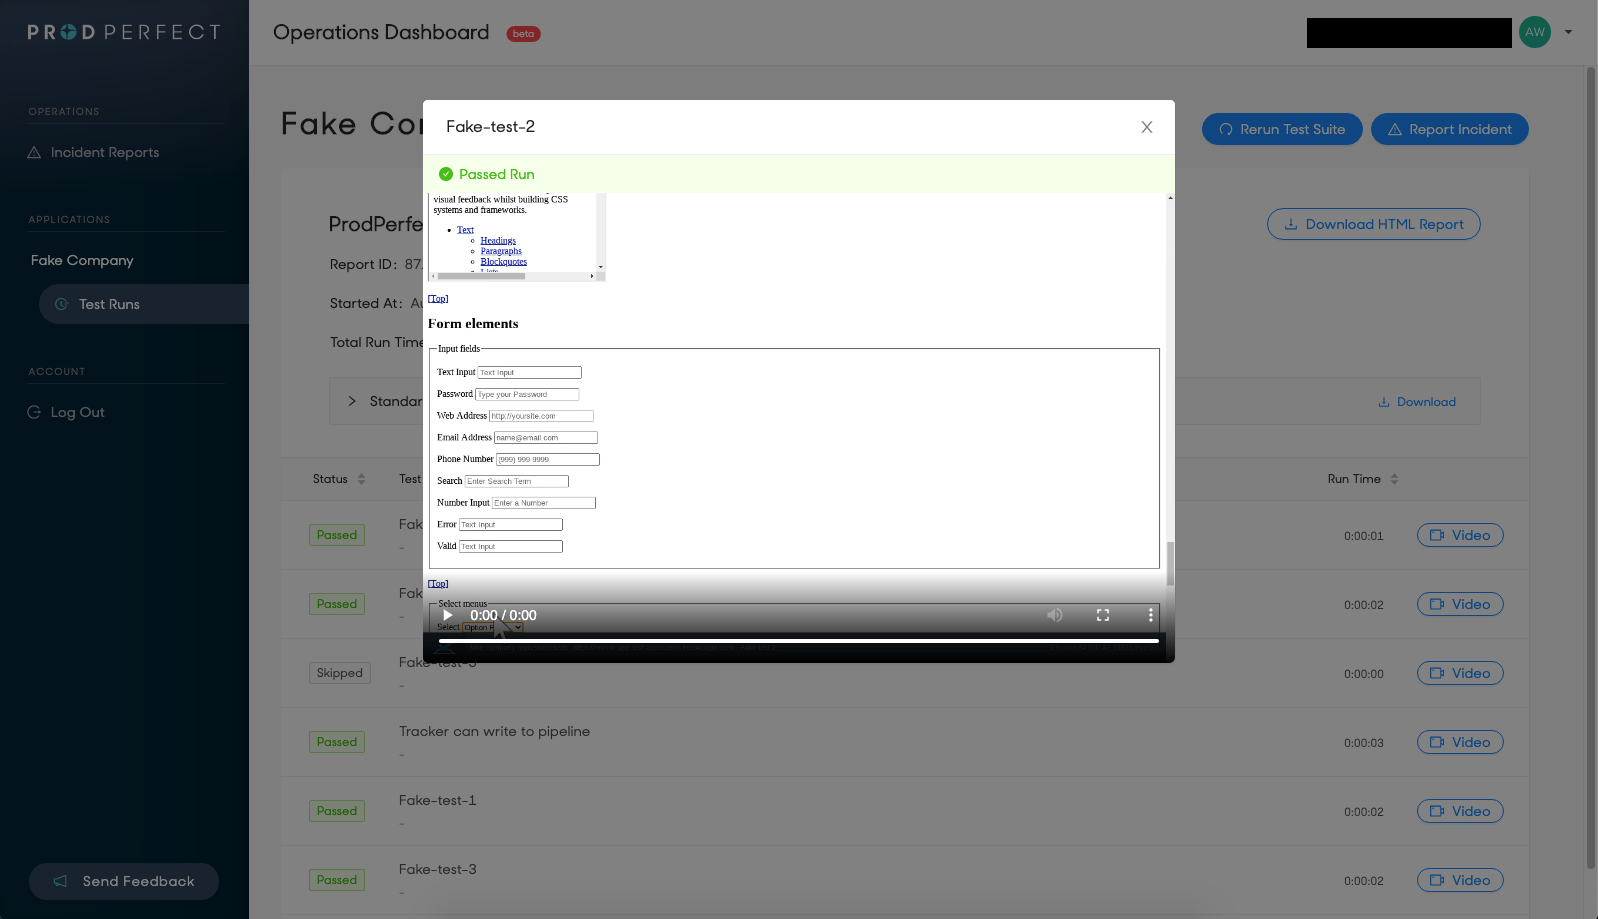 PRODPERFECT
Operations Dashboard
beta
AW
OPERATIONS
Incident Reports
APPLICATIONS
Fake Company
Test Runs
ACCOUNT
Log Out
Send Feedback
Fake Co
Rerun Test Suite
Report Incident
ProdPerfe
Download HTML Report
Report ID: 87
Started At: Au
Total Run Time
Standar
Download
Status
Test
Run Time
Passed
Fak
-
0:00:01
Video
Passed
Fak
-
0:00:02
Video
Skipped
Fake-test-3
-
0:00:00
Video
Passed
Tracker can write to pipeline
-
0:00:03
Video
Passed
Fake-test-1
-
0:00:02
Video
Passed
Fake-test-3
-
0:00:02
Video
Fake-test-2
Passed Run
visual feedback whilst building CSS
systems and frameworks.
Text
Headings
Paragraphs
Blockquotes
Lists
[Top]
Form elements
Input fields
Text Input Text Input
Password Type your Password
Web Address http://yoursite.com
Email Address name@email.com
Phone Number (999) 999-9999
Search Enter Search Term
Number Input Enter a Number
Error Text Input
Valid Text Input
[Top]
Select menus
0:00 / 0:00
Select Option